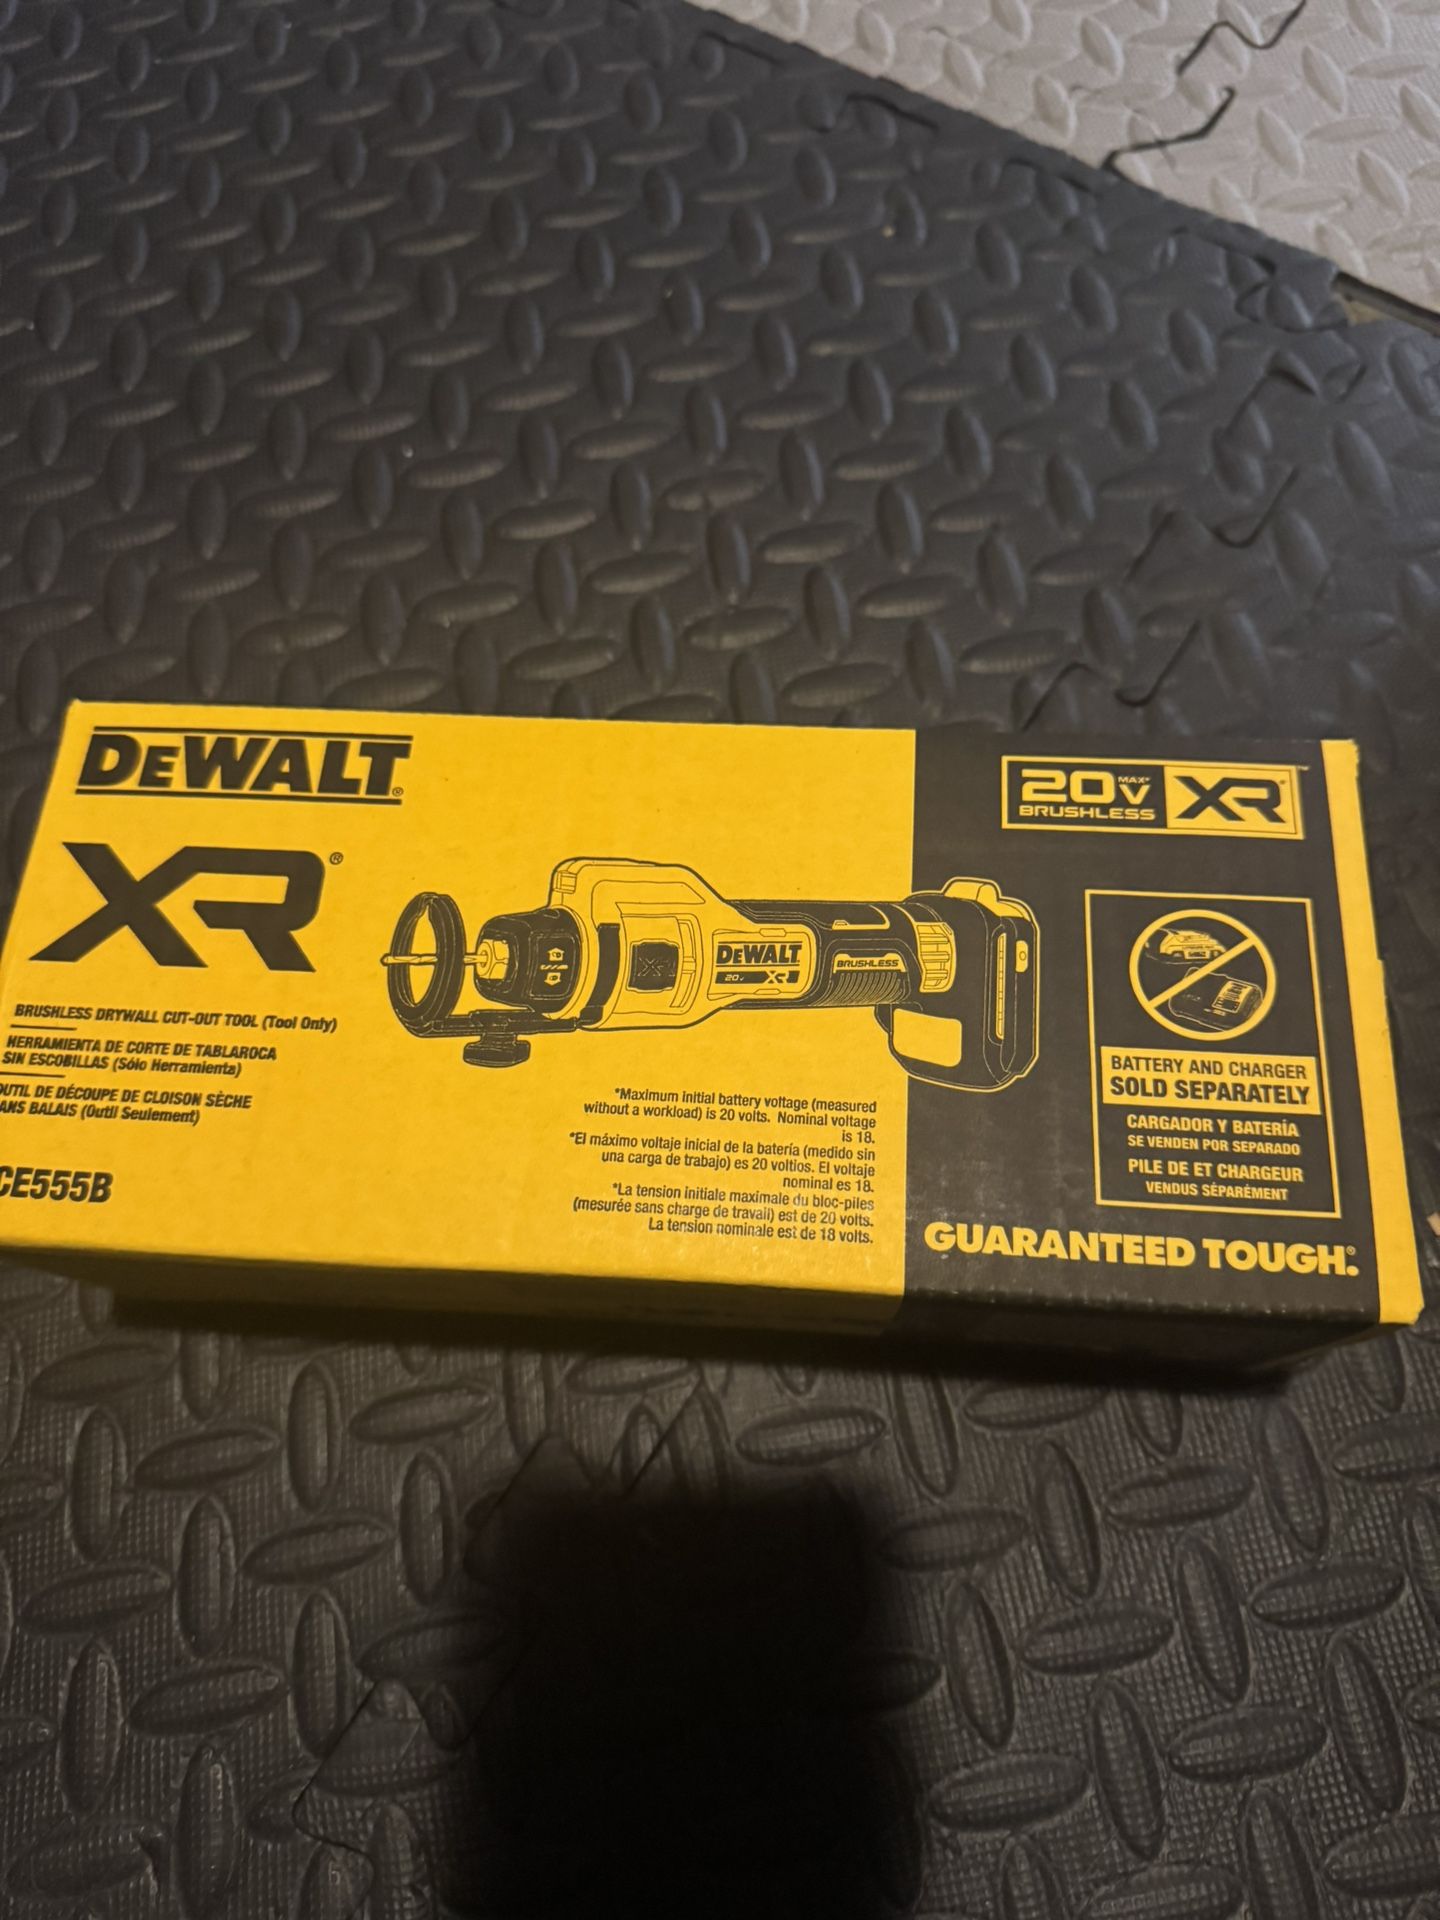 DEWALT®
XR®
BRUSHLESS DRYWALL CUT-OUT TOOL (Tool Only)
HERRAMIENTA DE CORTE DE TABLAROCA
SIN ESCOBILLAS (Sólo Herramienta)
OUTIL DE DÉCOUPE DE CLOISON SÈCHE
ANS BALAIS (Outil Seulement)
CE555B
DEWALT
20V XR
BRUSHLESS
*Maximum initial battery voltage (measured
without a workload) is 20 volts. Nominal voltage
is 18.
*El máximo voltaje inicial de la batería (medido sin
una carga de trabajo) es 20 voltios. El voltaje
nominal es 18.
*La tension initiale maximale du bloc-piles
(mesurée sans charge de travail) est de 20 volts.
La tension nominale est de 18 volts.
20V MAX* XR™
BRUSHLESS
BATTERY AND CHARGER
SOLD SEPARATELY
CARGADOR Y BATERÍA
SE VENDEN POR SEPARADO
PILE DE ET CHARGEUR
VENDUS SÉPARÉMENT
GUARANTEED TOUGH®.